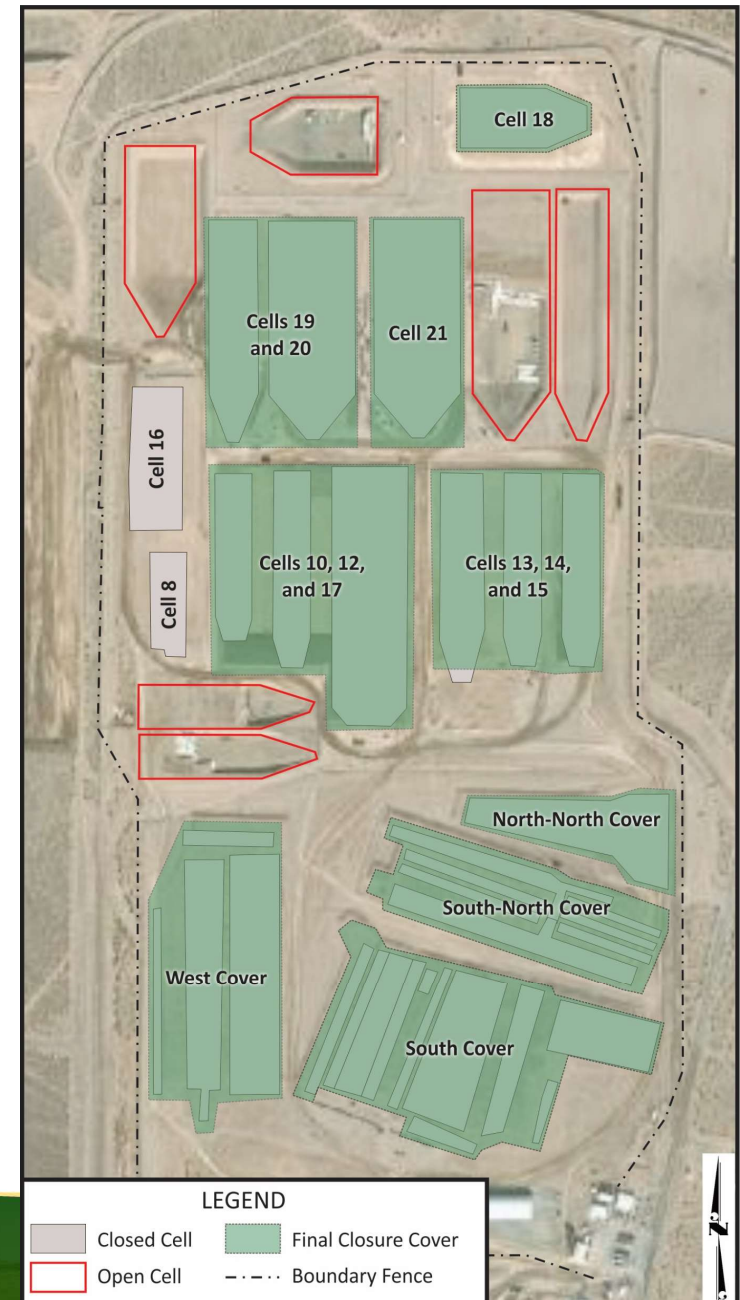 Cell 18
Cells 19
and 20
Cell 21
Cell 16
Cell 8
Cells 10, 12,
and 17
Cells 13, 14,
and 15
North-North Cover
South-North Cover
West Cover
South Cover
N
LEGEND
Closed Cell
Final Closure Cover
Open Cell
Boundary Fence